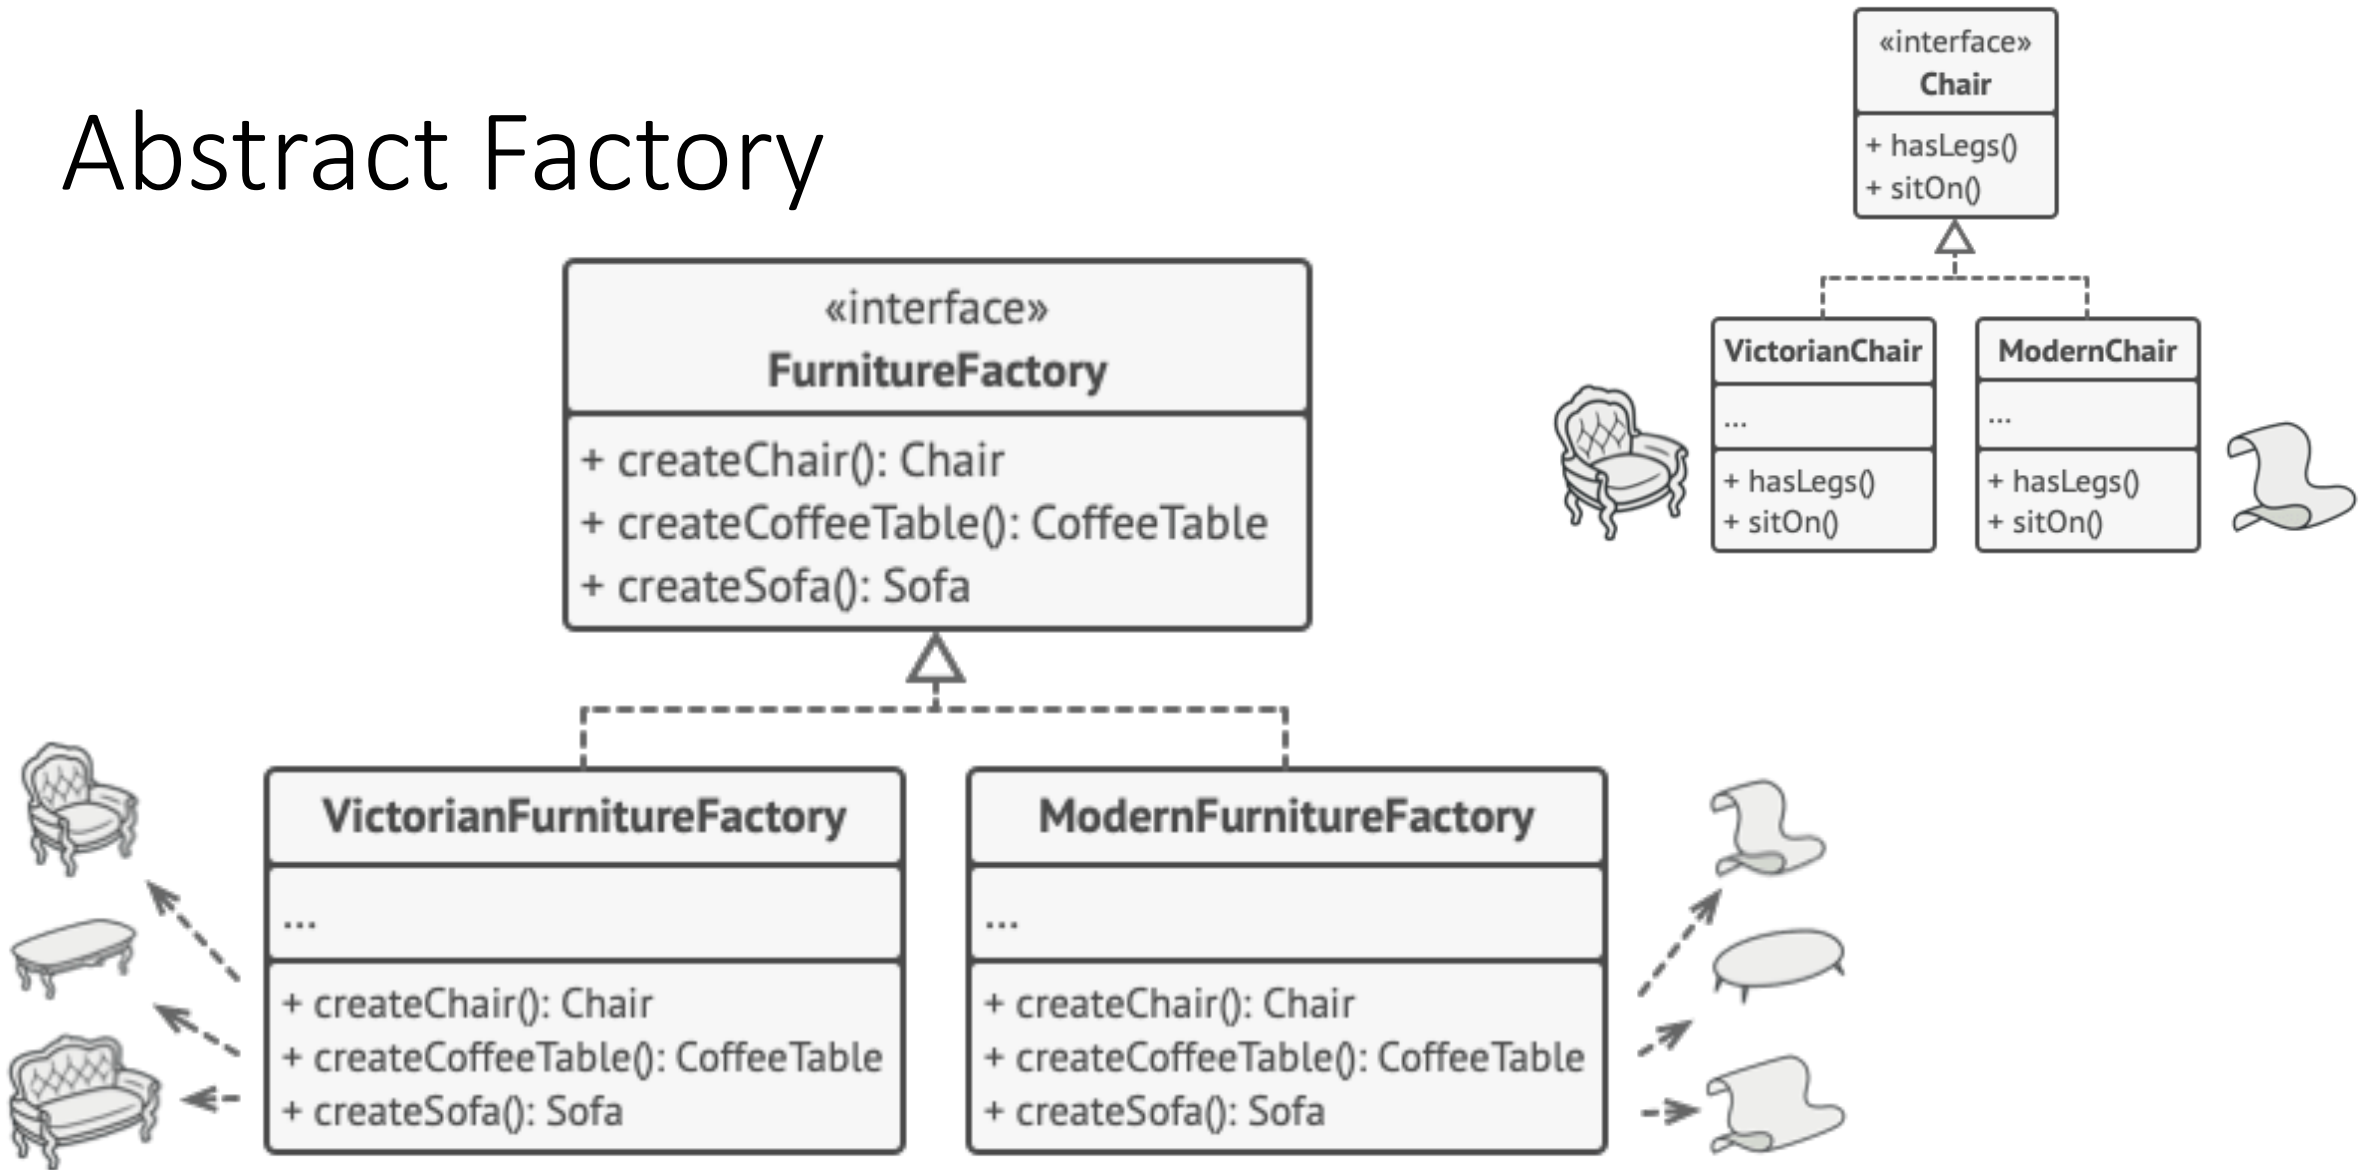 Abstract Factory
«interface»
Chair
+ hasLegs()
+ sitOn()
VictorianChair
...
+ hasLegs()
+ sitOn()
ModernChair
...
+ hasLegs()
+ sitOn()
«interface»
FurnitureFactory
+ createChair(): Chair
+ createCoffeeTable(): CoffeeTable
+ createSofa(): Sofa
VictorianFurnitureFactory
...
+ createChair(): Chair
+ createCoffeeTable(): CoffeeTable
+ createSofa(): Sofa
ModernFurnitureFactory
...
+ createChair(): Chair
+ createCoffeeTable(): CoffeeTable
+ createSofa(): Sofa